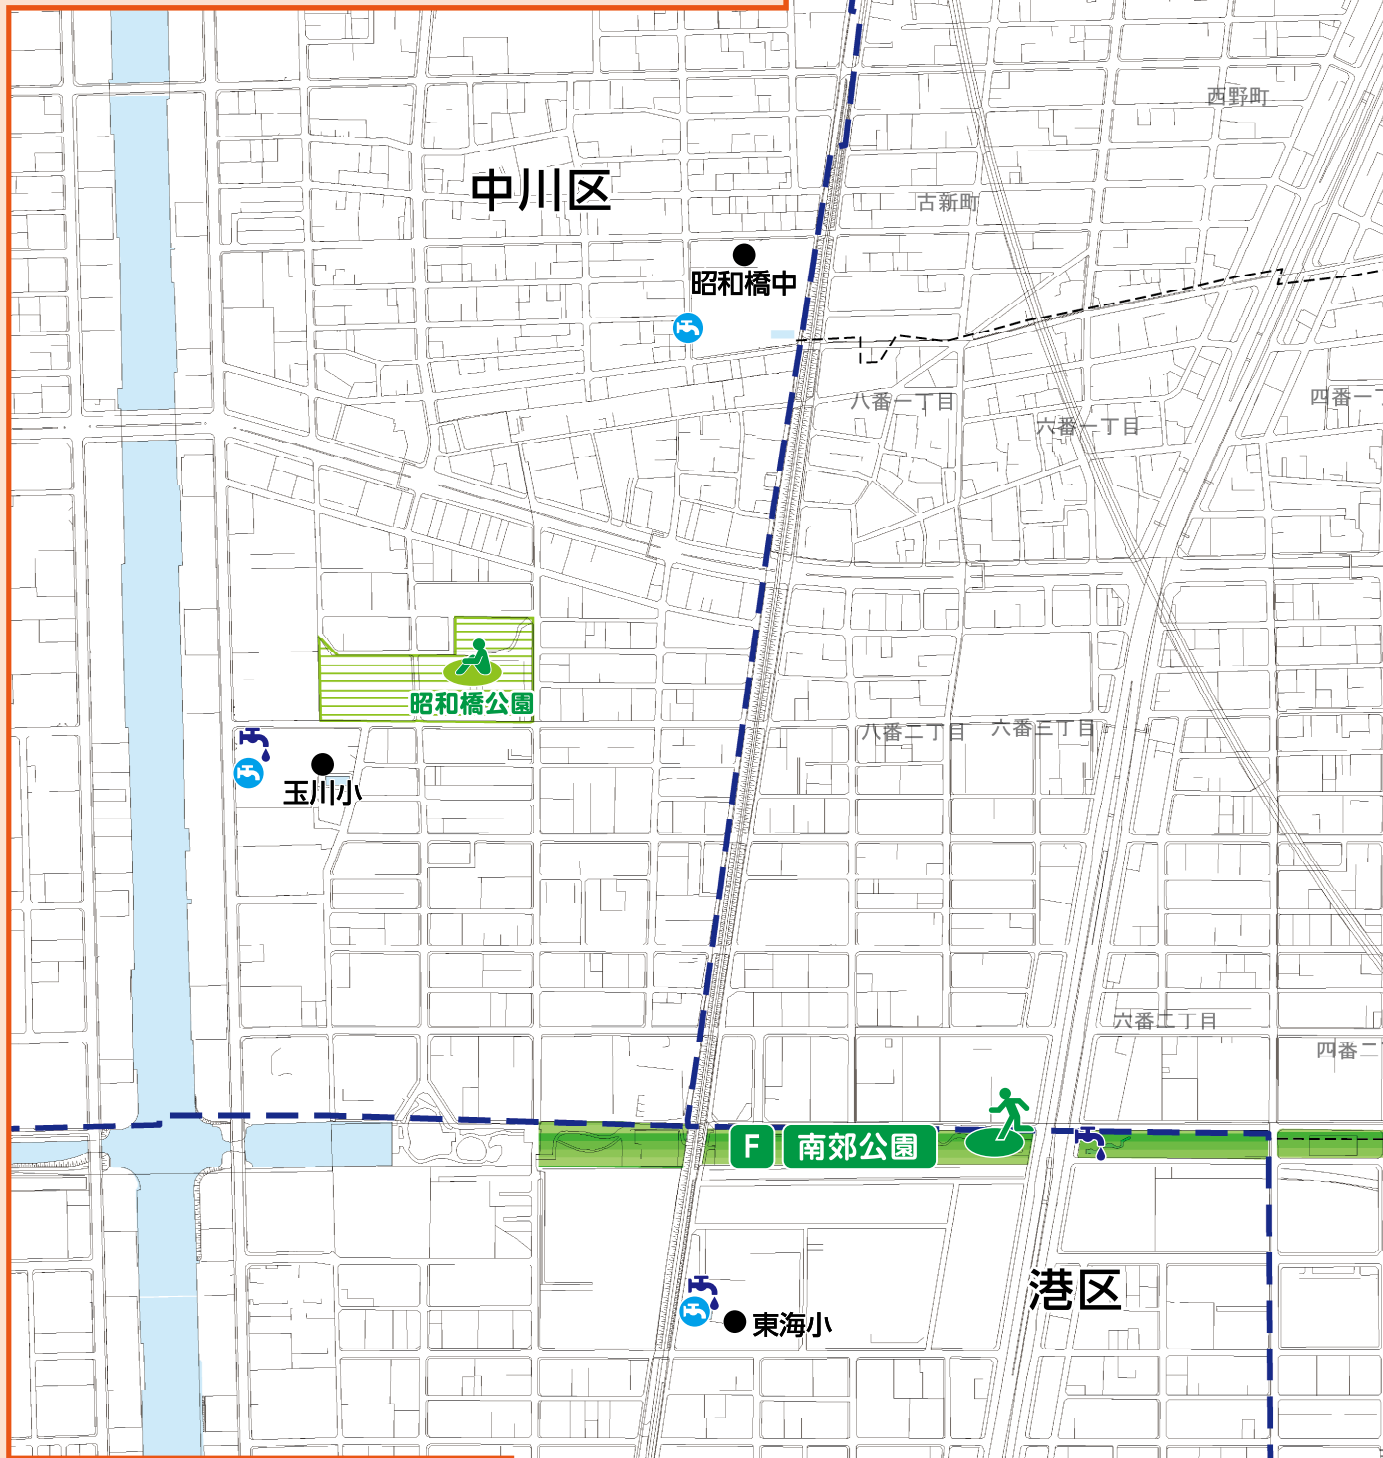 西野町
中川区
古新町
昭和橋中
八番一丁目
四番一丁
六番一丁目
昭和橋公園
八番二丁目
六番三丁目
玉川小
六番二丁目
四番二
F
南郊公園
港区
東海小